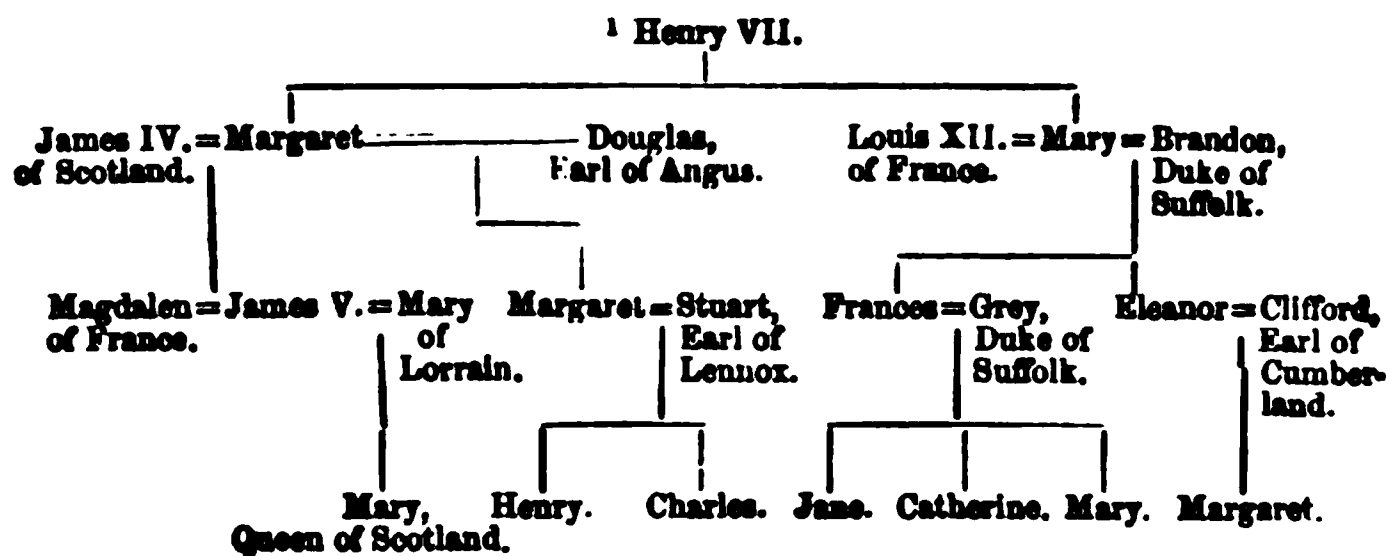 1 Henry VII.
James IV. = Margaret Douglas, Louis XII. = Mary = Brandon,
of Scotland. Earl of Angus. of France. Duke of
Suffolk.
Magdalen = James V. = Mary Margaret = Stuart, Frances = Grey, Eleanor = Clifford,
of France. of Earl of Duke of Earl of
Lorrain. Lennox. Suffolk. Cumber-
land.
Mary, Henry. Charles. Jane. Catherine. Mary. Margaret.
Queen of Scotland.